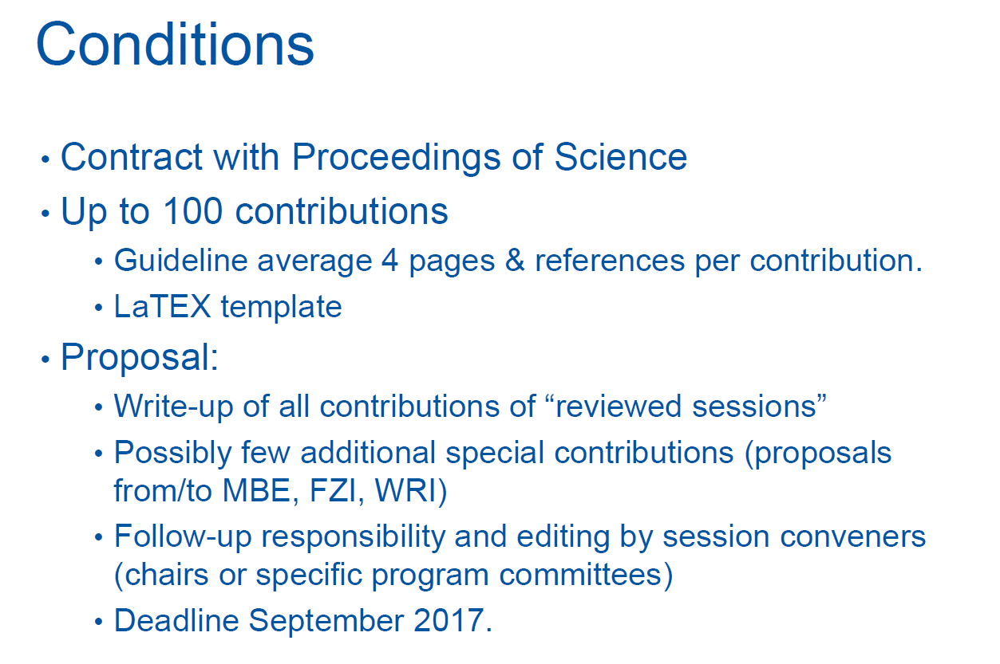 Conditions
• Contract with Proceedings of Science
• Up to 100 contributions
• Guideline average 4 pages & references per contribution.
• LaTEX template
• Proposal:
• Write-up of all contributions of “reviewed sessions”
• Possibly few additional special contributions (proposals
from/to MBE, FZI, WRI)
• Follow-up responsibility and editing by session conveners
(chairs or specific program committees)
• Deadline September 2017.